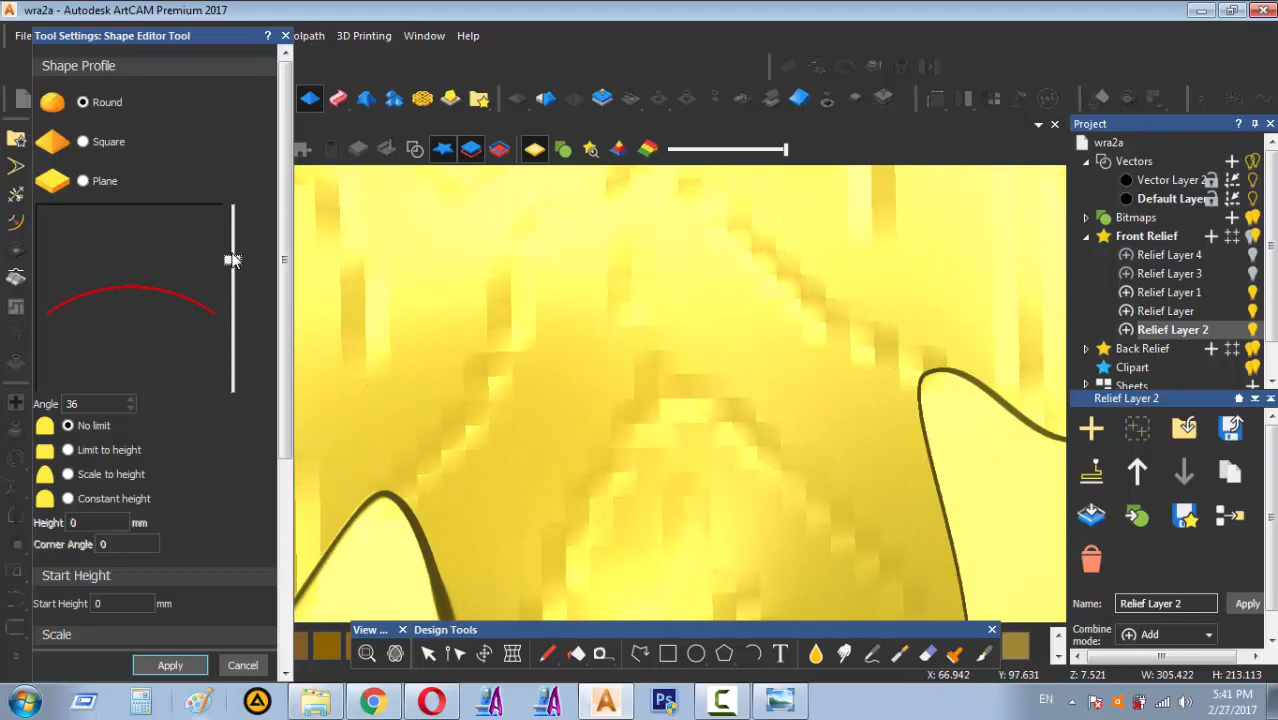 wra2a - Autodesk ArtCAM Premium 2017
File
Tool Settings: Shape Editor Tool
olpath
3D Printing
Window
Help
Shape Profile
Round
Square
Plane
Angle 36
No limit
Limit to height
Scale to height
Constant height
Height 0 mm
Corner Angle 0
Start Height
Start Height 0 mm
Scale
Apply
Cancel
View ...
Design Tools
Project
wra2a
Vectors
Vector Layer 2
Default Laye
Bitmaps
Front Relief
Relief Layer 4
Relief Layer 3
Relief Layer 1
Relief Layer
Relief Layer 2
Back Relief
Clipart
Sheets
Relief Layer 2
Name: Relief Layer 2 Apply
Combine mode: Add
X: 66.942 Y: 97.631 Z: 7.521 W: 305.422 H: 213.113
EN
5:41 PM
2/27/2017